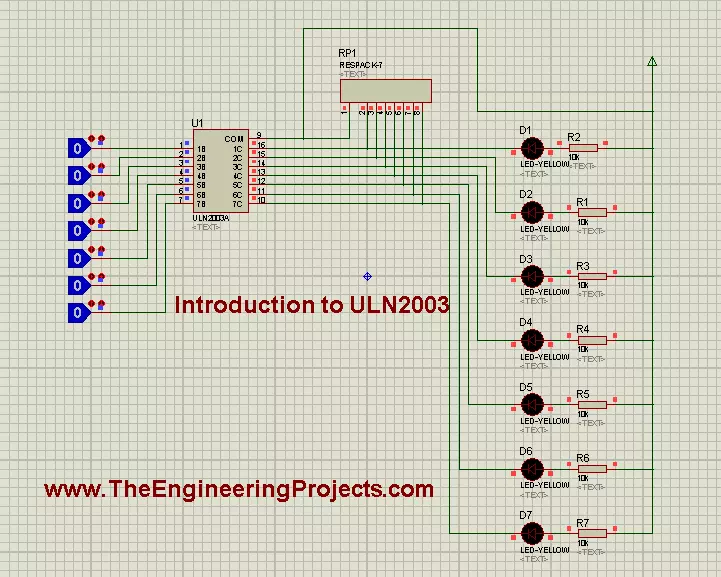 RP1
RESPACK-7
<TEXT>
1 2 3 4 5 6 7 8
U1
COM 9
0 1 1B 1C 16
0 2 2B 2C 15
0 3 3B 3C 14
0 4 4B 4C 13
0 5 5B 5C 12
0 6 6B 6C 11
0 7 7B 7C 10
ULN2003A
<TEXT>
D1 R2
LED-YELLOW 10k
<TEXT> <TEXT>
D2 R1
LED-YELLOW 10k
<TEXT> <TEXT>
D3 R3
LED-YELLOW 10k
<TEXT> <TEXT>
Introduction to ULN2003
D4 R4
LED-YELLOW 10k
<TEXT> <TEXT>
D5 R5
LED-YELLOW 10k
<TEXT> <TEXT>
D6 R6
LED-YELLOW 10k
<TEXT> <TEXT>
www.TheEngineeringProjects.com
D7 R7
LED-YELLOW 10k
<TEXT> <TEXT>